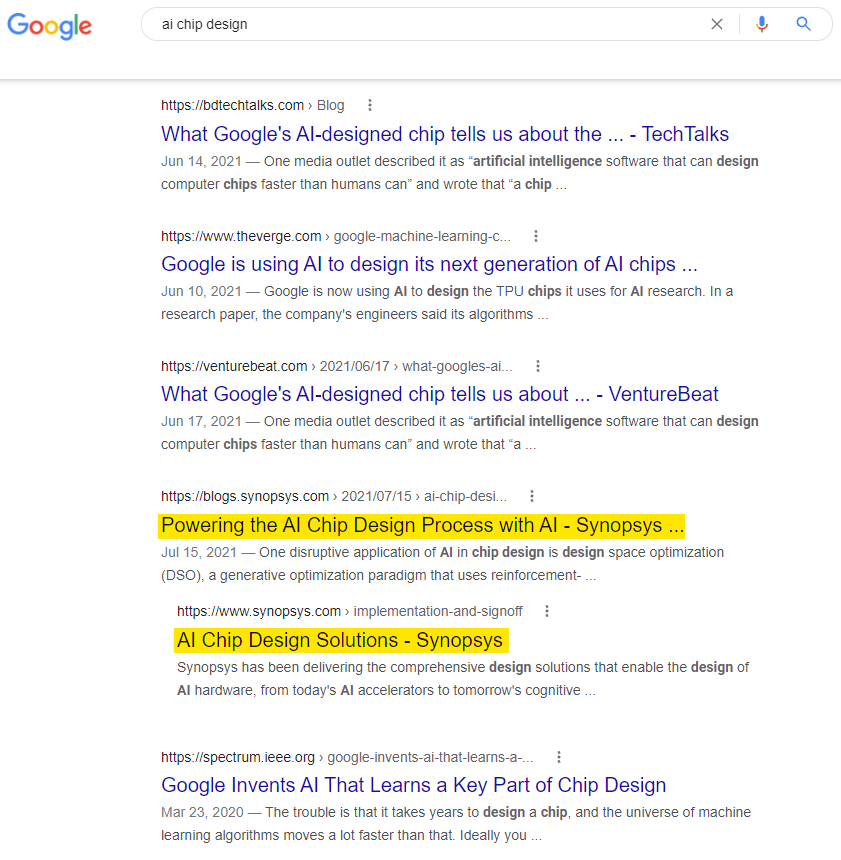 Google
ai chip design
https://bdtechtalks.com › Blog
What Google's AI-designed chip tells us about the ... - TechTalks
Jun 14, 2021 — One media outlet described it as “artificial intelligence software that can design
computer chips faster than humans can” and wrote that “a chip ...
https://www.theverge.com › google-machine-learning-c...
Google is using AI to design its next generation of AI chips ...
Jun 10, 2021 — Google is now using AI to design the TPU chips it uses for AI research. In a
research paper, the company's engineers said its algorithms ...
https://venturebeat.com › 2021/06/17 › what-googles-ai...
What Google's AI-designed chip tells us about ... - VentureBeat
Jun 17, 2021 — One media outlet described it as “artificial intelligence software that can design
computer chips faster than humans can” and wrote that “a ...
https://blogs.synopsys.com › 2021/07/15 › ai-chip-desi...
Powering the AI Chip Design Process with AI - Synopsys ...
Jul 15, 2021 — One disruptive application of AI in chip design is design space optimization
(DSO), a generative optimization paradigm that uses reinforcement- ...
https://www.synopsys.com › implementation-and-signoff
AI Chip Design Solutions - Synopsys
Synopsys has been delivering the comprehensive design solutions that enable the design of
AI hardware, from today's AI accelerators to tomorrow's cognitive ...
https://spectrum.ieee.org › google-invents-ai-that-learns-a-...
Google Invents AI That Learns a Key Part of Chip Design
Mar 23, 2020 — The trouble is that it takes years to design a chip, and the universe of machine
learning algorithms moves a lot faster than that. Ideally you ...